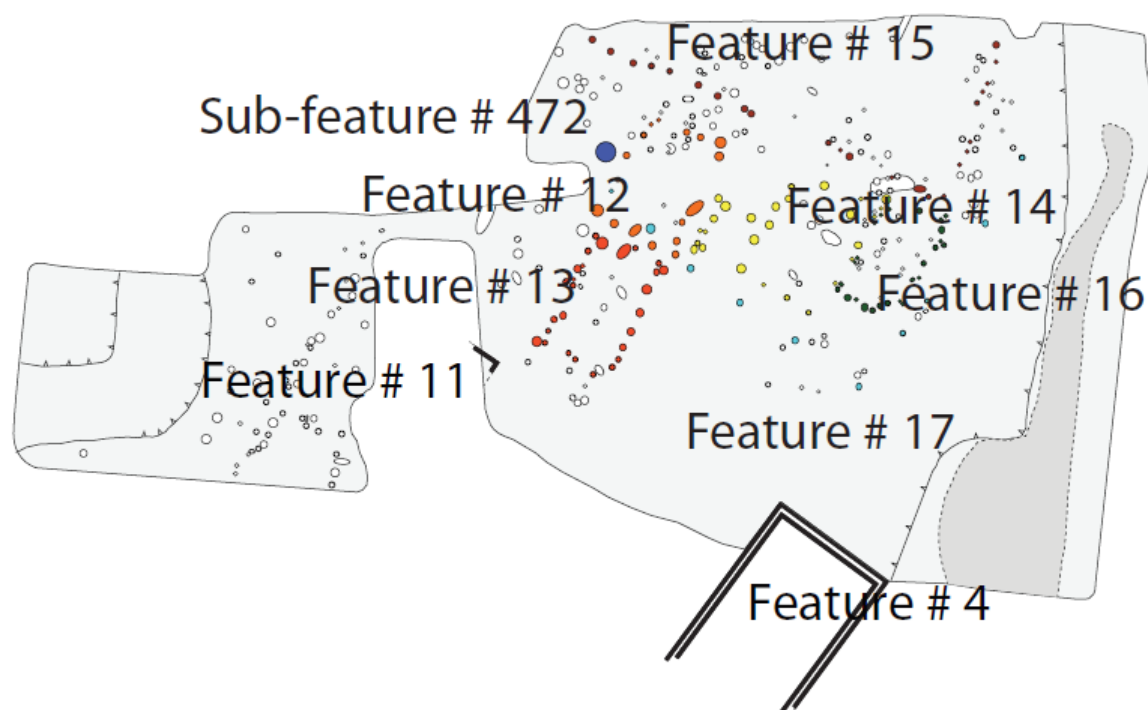 Feature # 15
Sub-feature # 472
Feature # 12
Feature # 14
Feature # 13
Feature # 16
Feature # 11
Feature # 17
Feature # 4